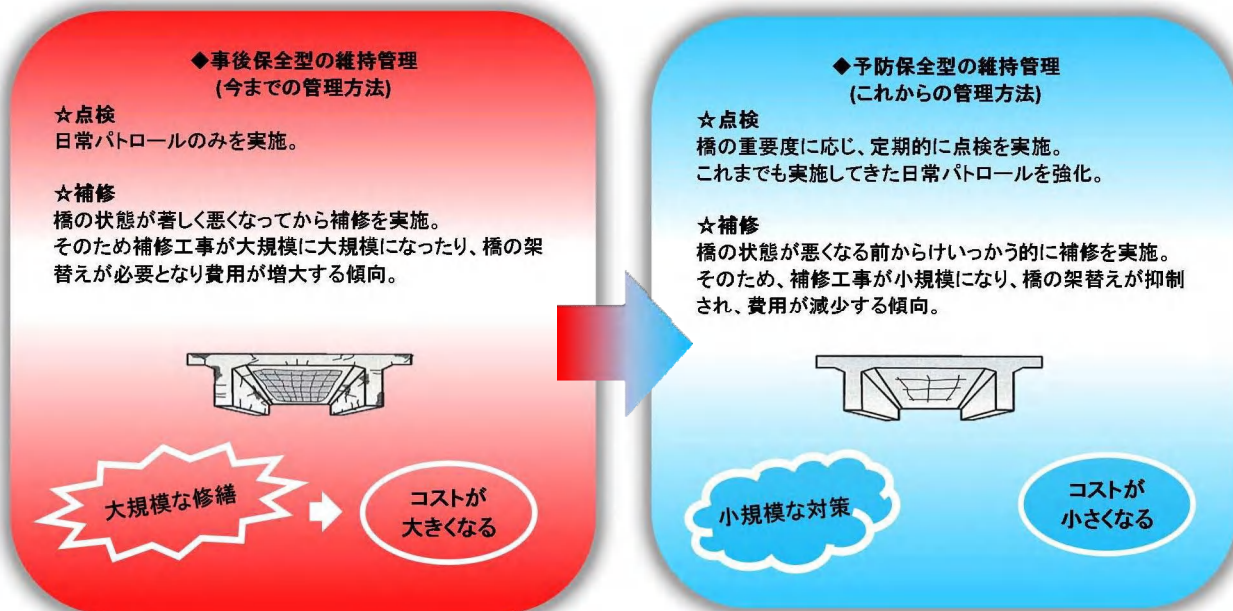 ◆事後保全型の維持管理
(今までの管理方法)
☆点検
日常パトロールのみを実施。
☆補修
橋の状態が著しく悪くなってから補修を実施。
そのため補修工事が大規模に大規模になったり、橋の架
替えが必要となり費用が増大する傾向。
大規模な修繕
コストが
大きくなる
◆予防保全型の維持管理
(これからの管理方法)
☆点検
橋の重要度に応じ、定期的に点検を実施。
これまでも実施してきた日常パトロールを強化。
☆補修
橋の状態が悪くなる前からけいっかう的に補修を実施。
そのため、補修工事が小規模になり、橋の架替えが抑制
され、費用が減少する傾向。
小規模な対策
コストが
小さくなる